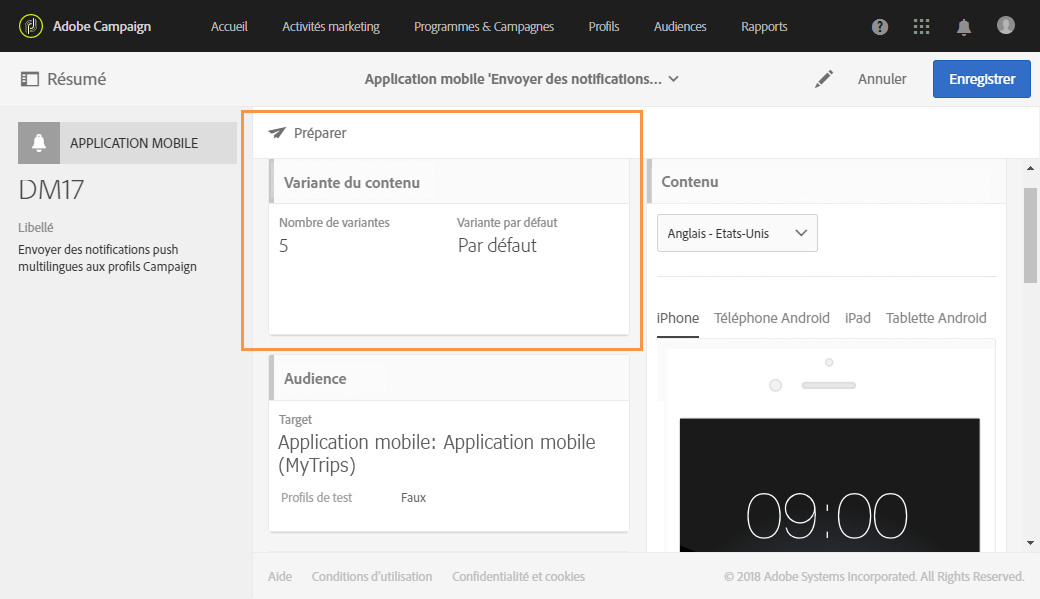 Adobe Campaign
Accueil
Activités marketing
Programmes & Campagnes
Profils
Audiences
Rapports
Résumé
Application mobile 'Envoyer des notifications...
Annuler
Enregistrer
APPLICATION MOBILE
DM17
Libellé
Envoyer des notifications push
multilingues aux profils Campaign
Préparer
Variante du contenu
Nombre de variantes
Variante par défaut
5
Par défaut
Audience
Target
Application mobile: Application mobile
(MyTrips)
Profils de test
Faux
Contenu
Anglais - Etats-Unis
iPhone
Téléphone Android
iPad
Tablette Android
09:00
Aide
Conditions d'utilisation
Confidentialité et cookies
© 2018 Adobe Systems Incorporated. All Rights Reserved.